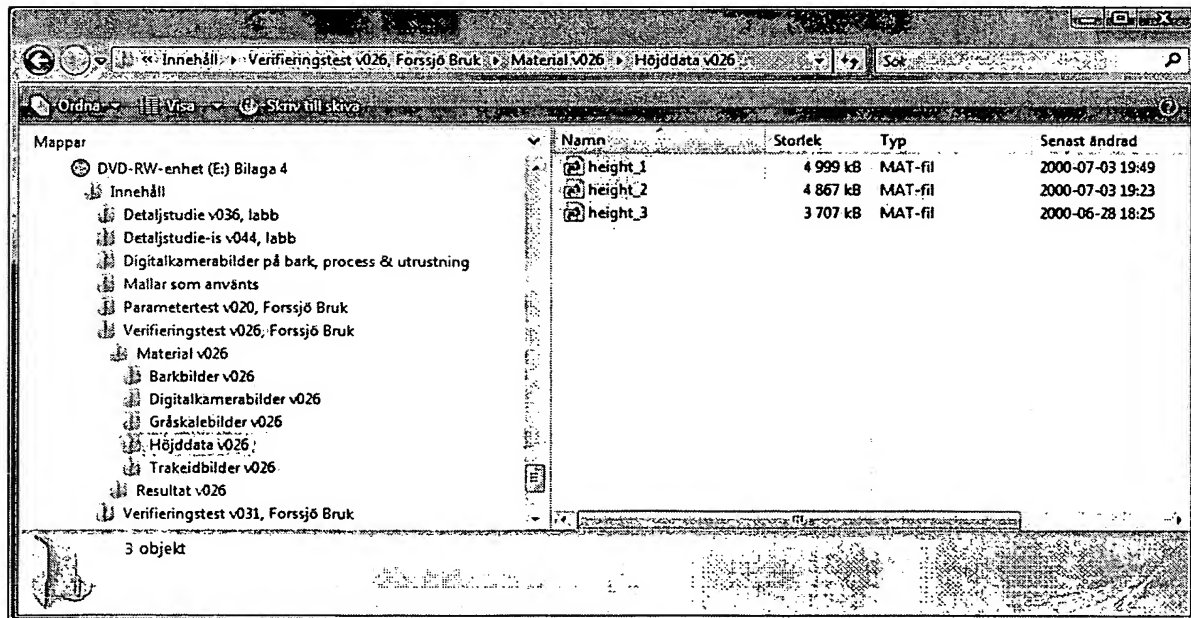 « Innehåll ▸ Verifieringstest v026, Forssjö Bruk ▸ Material v026 ▸ Höjddata v026
Sök
Ordna Visa Skriv till skiva
Mappar
DVD-RW-enhet (E:) Bilaga 4
Innehåll
Detaljstudie v036, labb
Detaljstudie-is v044, labb
Digitalkamerabilder på bark, process & utrustning
Mallar som använts
Parametertest v020, Forssjö Bruk
Verifieringstest v026, Forssjö Bruk
Material v026
Barkbilder v026
Digitalkamerabilder v026
Gråskalebilder v026
Höjddata v026
Trakeidbilder v026
Resultat v026
Verifieringstest v031, Forssjö Bruk
Namn Storlek Typ Senast ändrad
height_1 4 999 kB MAT-fil 2000-07-03 19:49
height_2 4 867 kB MAT-fil 2000-07-03 19:23
height_3 3 707 kB MAT-fil 2000-06-28 18:25
3 objekt